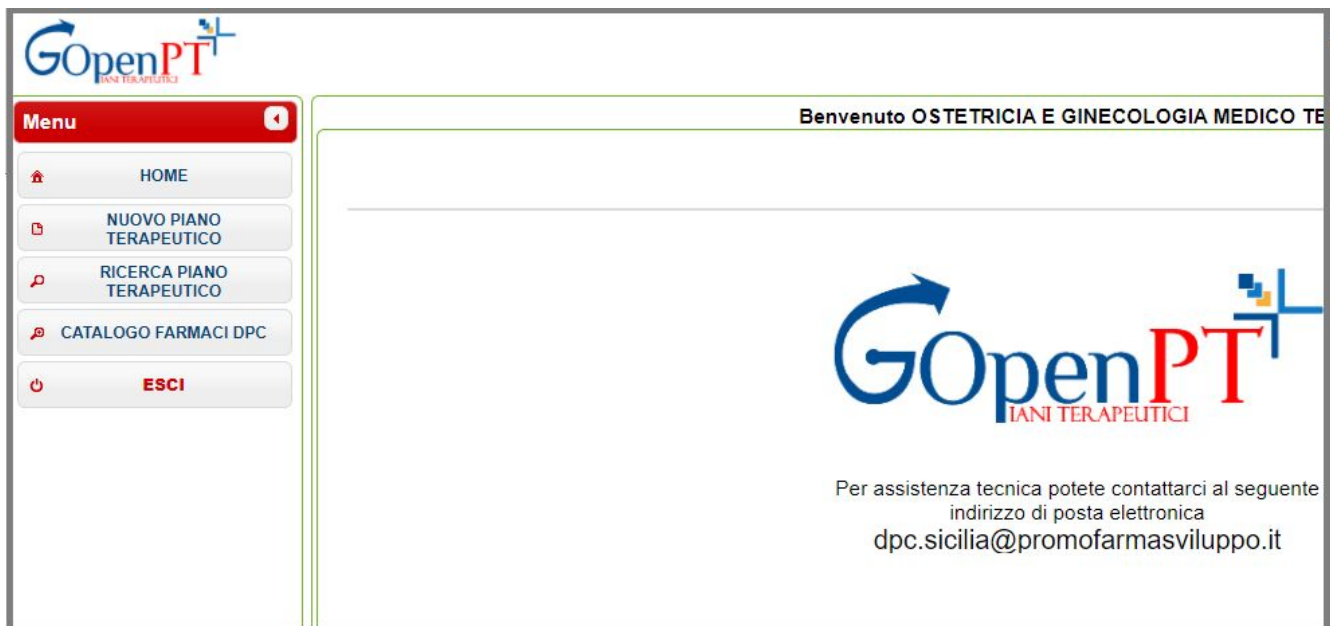 GOpenPT
IANI TERAPEUTICI
Menu
HOME
NUOVO PIANO
TERAPEUTICO
RICERCA PIANO
TERAPEUTICO
CATALOGO FARMACI DPC
ESCI
Benvenuto OSTETRICIA E GINECOLOGIA MEDICO TE
GOpenPT
IANI TERAPEUTICI
Per assistenza tecnica potete contattarci al seguente
indirizzo di posta elettronica
dpc.sicilia@promofarmasviluppo.it